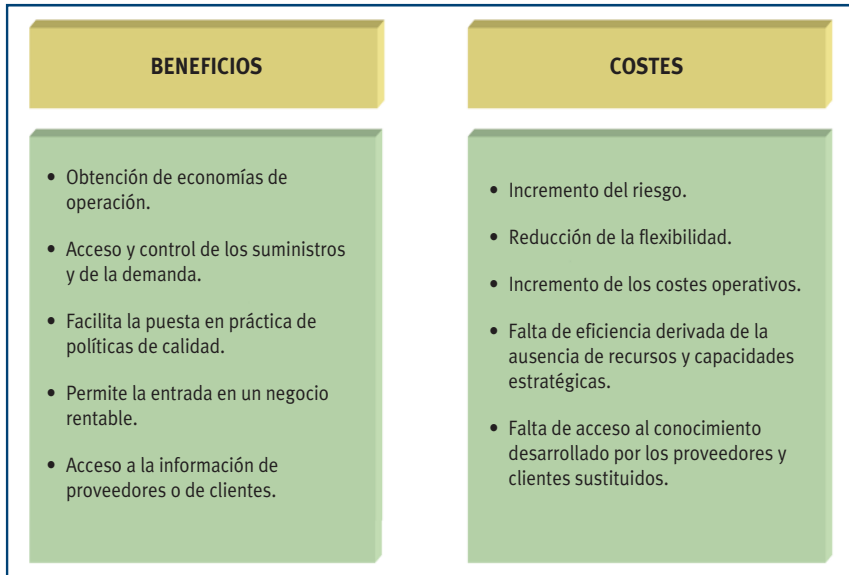 BENEFICIOS
• Obtención de economías de
operación.
• Acceso y control de los suministros
y de la demanda.
• Facilita la puesta en práctica de
políticas de calidad.
• Permite la entrada en un negocio
rentable.
• Acceso a la información de
proveedores o de clientes.
COSTES
• Incremento del riesgo.
• Reducción de la flexibilidad.
• Incremento de los costes operativos.
• Falta de eficiencia derivada de la
ausencia de recursos y capacidades
estratégicas.
• Falta de acceso al conocimiento
desarrollado por los proveedores y
clientes sustituidos.